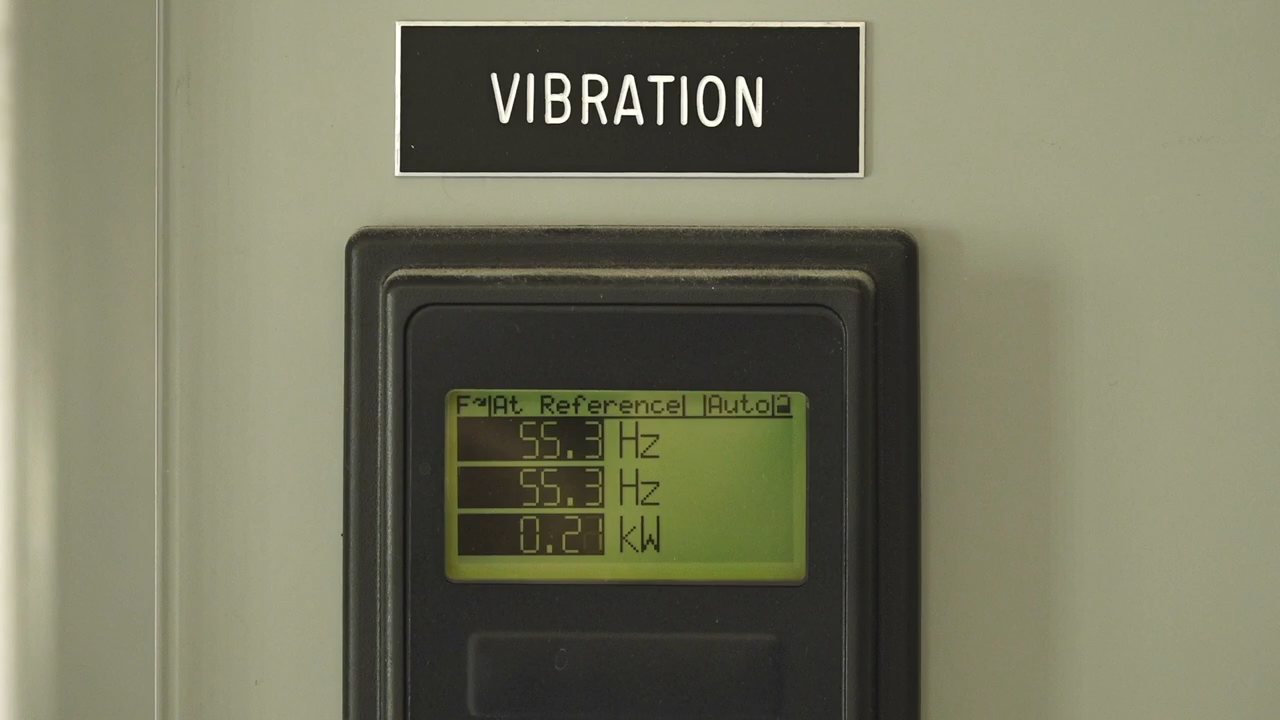 VIBRATION
F|At Reference| |Auto|
55.3 Hz
55.3 Hz
0.21 kW